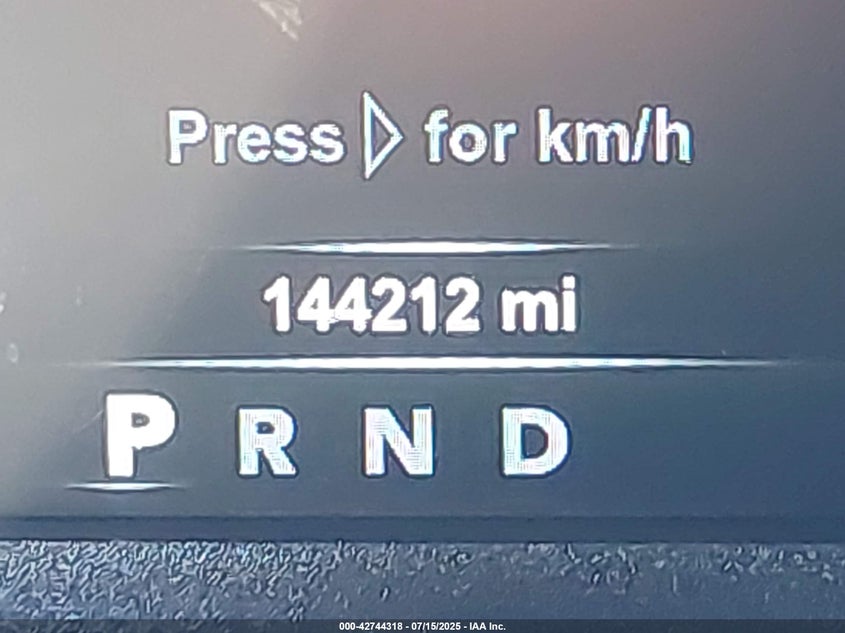 Press ▷ for km/h
144212 mi
P R N D
000-42744318 - 07/15/2025 - IAA Inc.